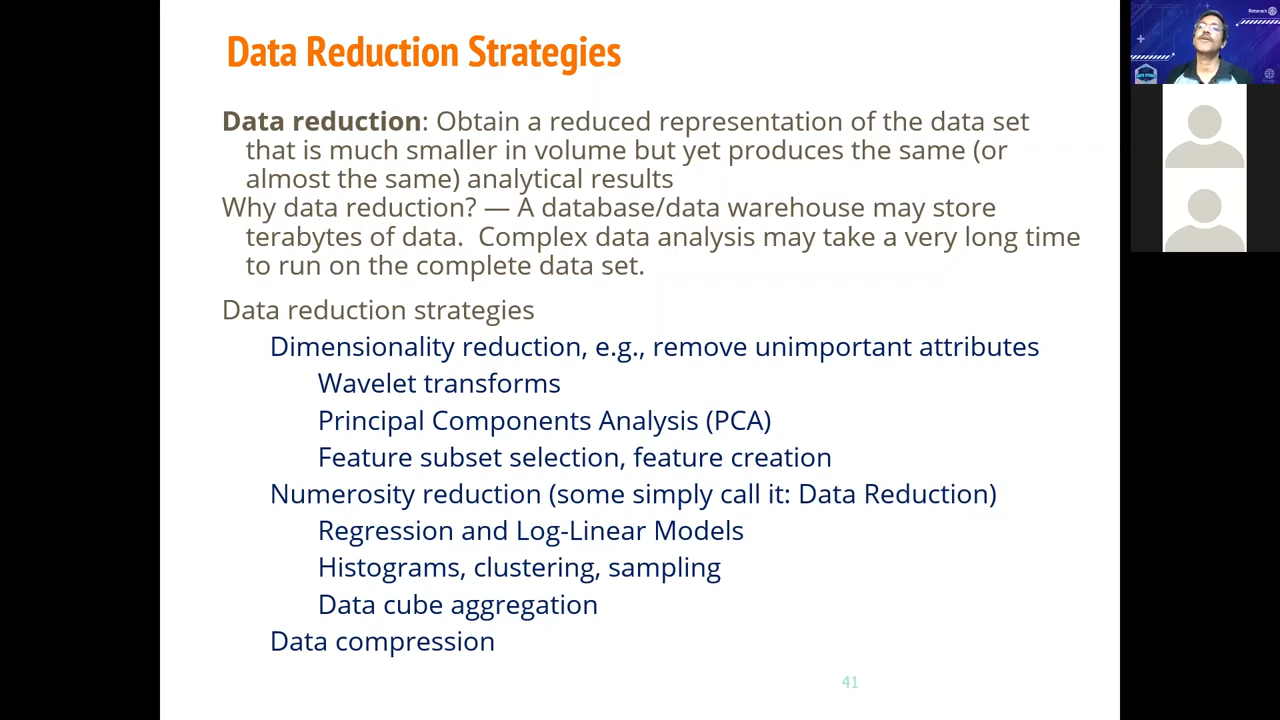 Data Reduction Strategies
Data reduction: Obtain a reduced representation of the data set
that is much smaller in volume but yet produces the same (or
almost the same) analytical results
Why data reduction? — A database/data warehouse may store
terabytes of data.  Complex data analysis may take a very long time
to run on the complete data set.
Data reduction strategies
Dimensionality reduction, e.g., remove unimportant attributes
Wavelet transforms
Principal Components Analysis (PCA)
Feature subset selection, feature creation
Numerosity reduction (some simply call it: Data Reduction)
Regression and Log-Linear Models
Histograms, clustering, sampling
Data cube aggregation
Data compression
41
Rotaract